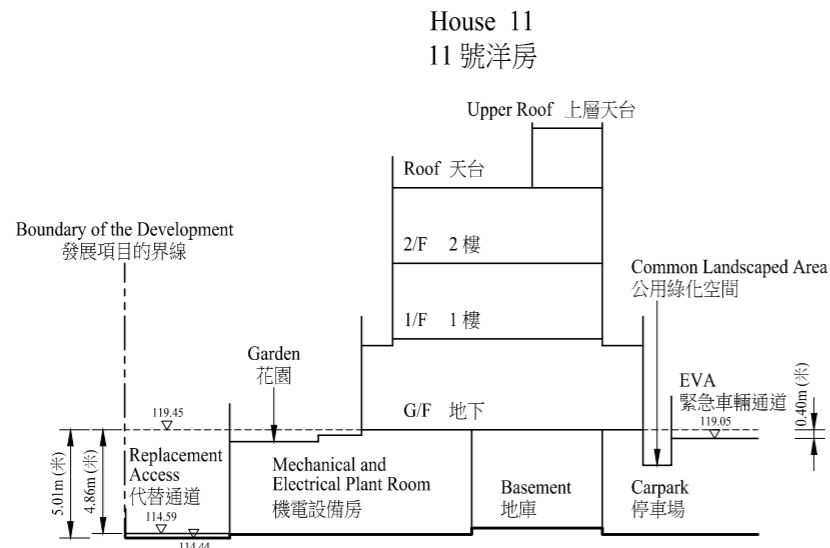 House 11
11 號洋房
Upper Roof 上層天台
Roof 天台
Boundary of the Development
發展項目的界線
2/F 2 樓
Common Landscaped Area
公用綠化空間
1/F 1 樓
Garden
花園
EVA
緊急車輛通道
0.40m (米)
119.45
G/F 地下
119.05
5.01m (米)
4.86m (米)
Replacement
Access
代替通道
Mechanical and
Electrical Plant Room
機電設備房
Basement
地庫
Carpark
停車場
114.59
114.44